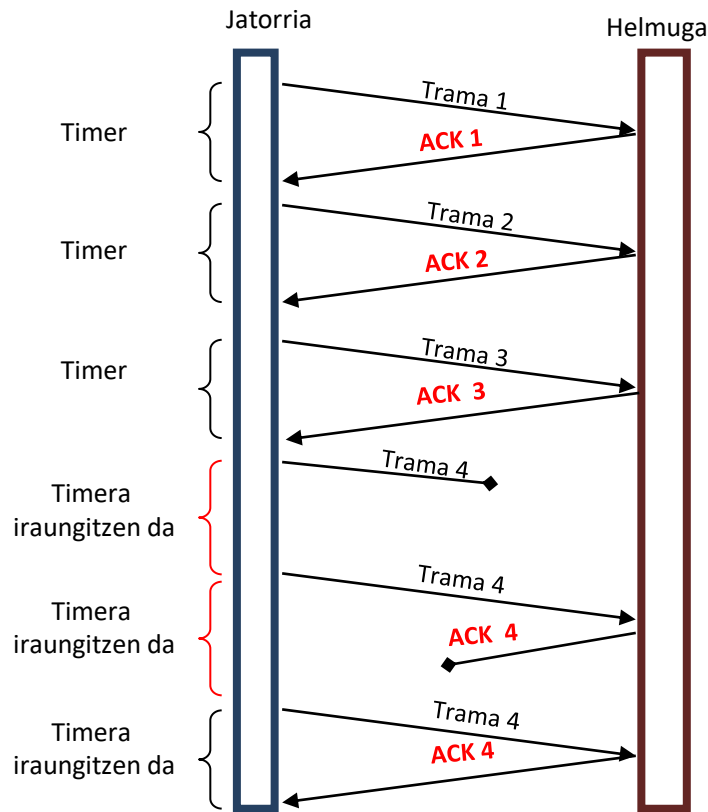 Jatorria
Helmuga
Timer
Trama 1
ACK 1
Timer
Trama 2
ACK 2
Timer
Trama 3
ACK 3
Timera
iraungitzen da
Trama 4
Timera
iraungitzen da
Trama 4
ACK 4
Timera
iraungitzen da
Trama 4
ACK 4